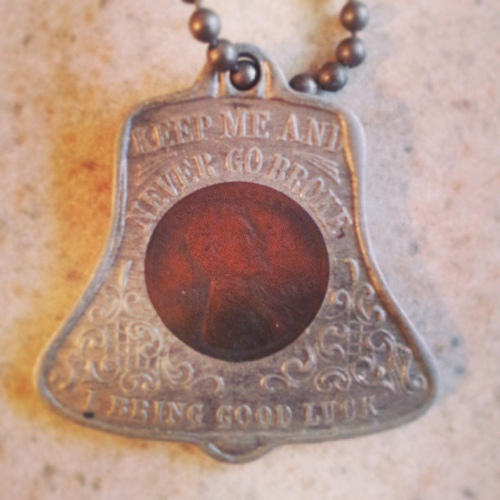 KEEP ME AND
NEVER GO BROKE
I BRING GOOD LUCK